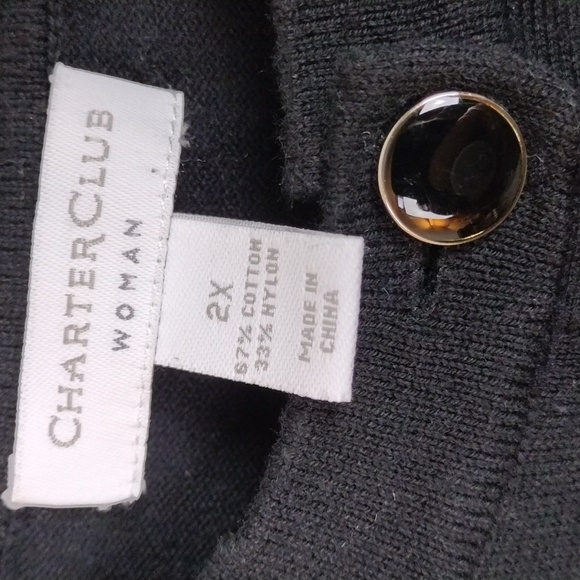 CHARTERCLUB
WOMAN
2X
67% COTTON
33% NYLON
MADE IN
CHINA